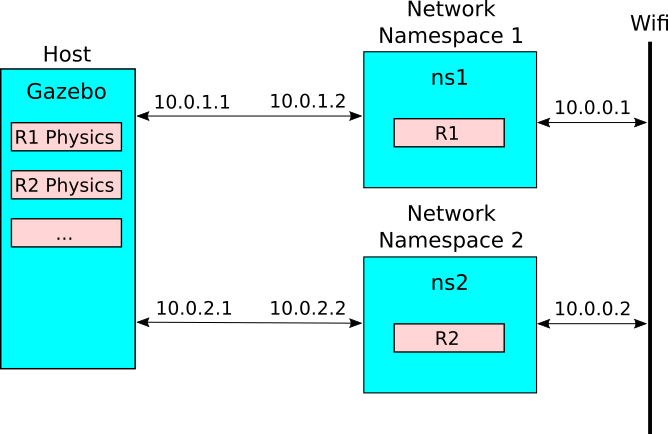 Host
Gazebo
R1 Physics
R2 Physics
...
10.0.1.1
10.0.1.2
10.0.2.1
10.0.2.2
Network
Namespace 1
ns1
R1
Network
Namespace 2
ns2
R2
10.0.0.1
10.0.0.2
Wifi